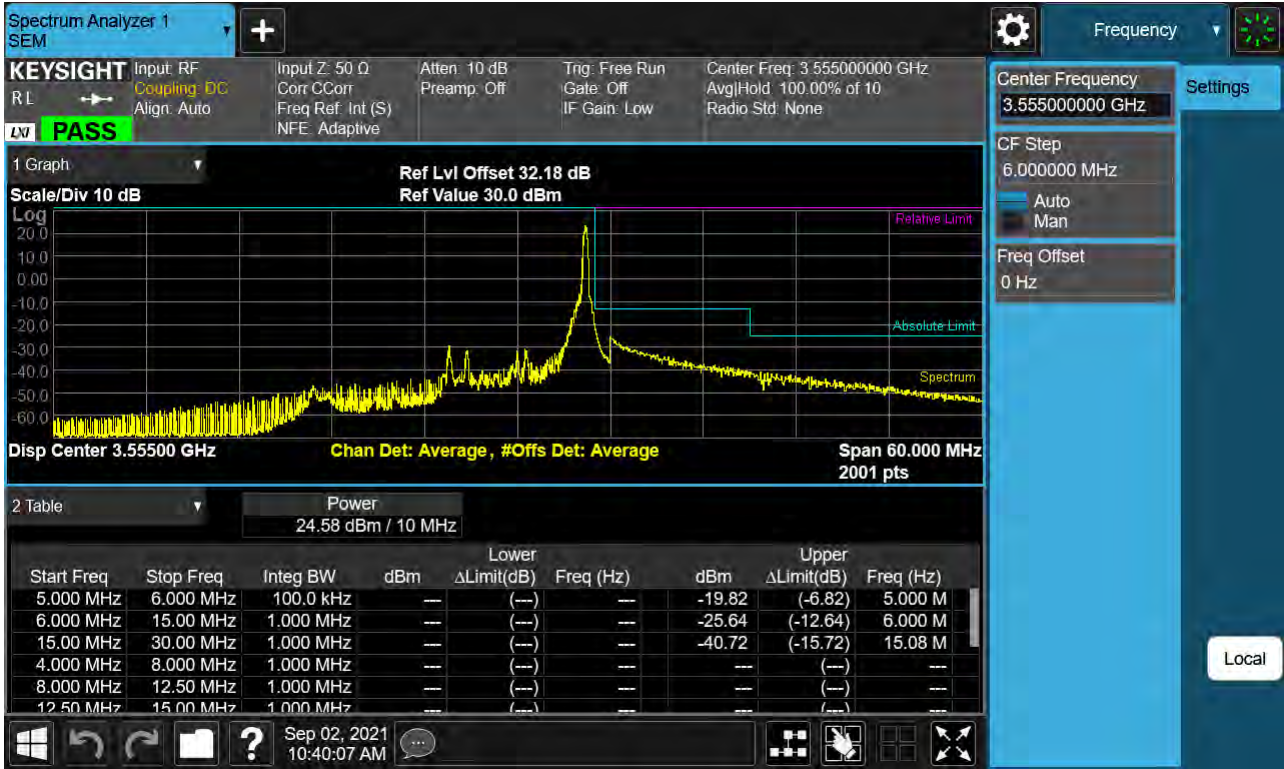 Spectrum Analyzer 1
SEM
Frequency
KEYSIGHT
RL
LXI
PASS
Input: RF
Coupling: DC
Align: Auto
Input Z: 50 Ω
Corr CCorr
Freq Ref: Int (S)
NFE: Adaptive
Atten: 10 dB
Preamp: Off
Trig: Free Run
Gate: Off
IF Gain: Low
Center Freq: 3.555000000 GHz
Avg|Hold: 100.00% of 10
Radio Std: None
Center Frequency
3.555000000 GHz
Settings
CF Step
6.000000 MHz
Auto
Man
Freq Offset
0 Hz
Local
1 Graph
Ref Lvl Offset 32.18 dB
Scale/Div 10 dB
Ref Value 30.0 dBm
Log
20.0
10.0
0.00
-10.0
-20.0
-30.0
-40.0
-50.0
-60.0
Relative Limit
Absolute Limit
Spectrum
Disp Center 3.55500 GHz
Chan Det: Average , #Offs Det: Average
Span 60.000 MHz
2001 pts
2 Table
Power
24.58 dBm / 10 MHz
Lower Upper
Start Freq Stop Freq Integ BW dBm ΔLimit(dB) Freq (Hz) dBm ΔLimit(dB) Freq (Hz)
5.000 MHz 6.000 MHz 100.0 kHz --- (---) --- -19.82 (-6.82) 5.000 M
6.000 MHz 15.00 MHz 1.000 MHz --- (---) --- -25.64 (-12.64) 6.000 M
15.00 MHz 30.00 MHz 1.000 MHz --- (---) --- -40.72 (-15.72) 15.08 M
4.000 MHz 8.000 MHz 1.000 MHz --- (---) --- --- (---) ---
8.000 MHz 12.50 MHz 1.000 MHz --- (---) --- --- (---) ---
12.50 MHz 15.00 MHz 1.000 MHz --- (---) --- --- (---) ---
?
Sep 02, 2021
10:40:07 AM